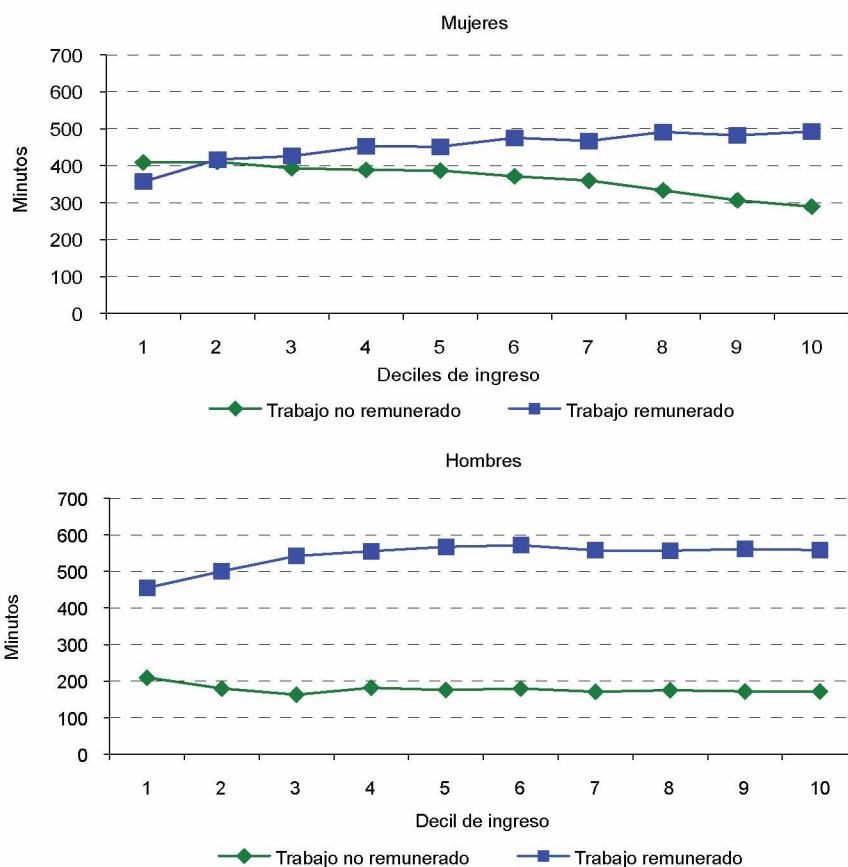 Mujeres
700
600
500
400
300
200
100
0
Minutos
1 2 3 4 5 6 7 8 9 10
Deciles de ingreso
Trabajo no remunerado Trabajo remunerado
Hombres
700
600
500
400
300
200
100
0
Minutos
1 2 3 4 5 6 7 8 9 10
Decil de ingreso
Trabajo no remunerado Trabajo remunerado